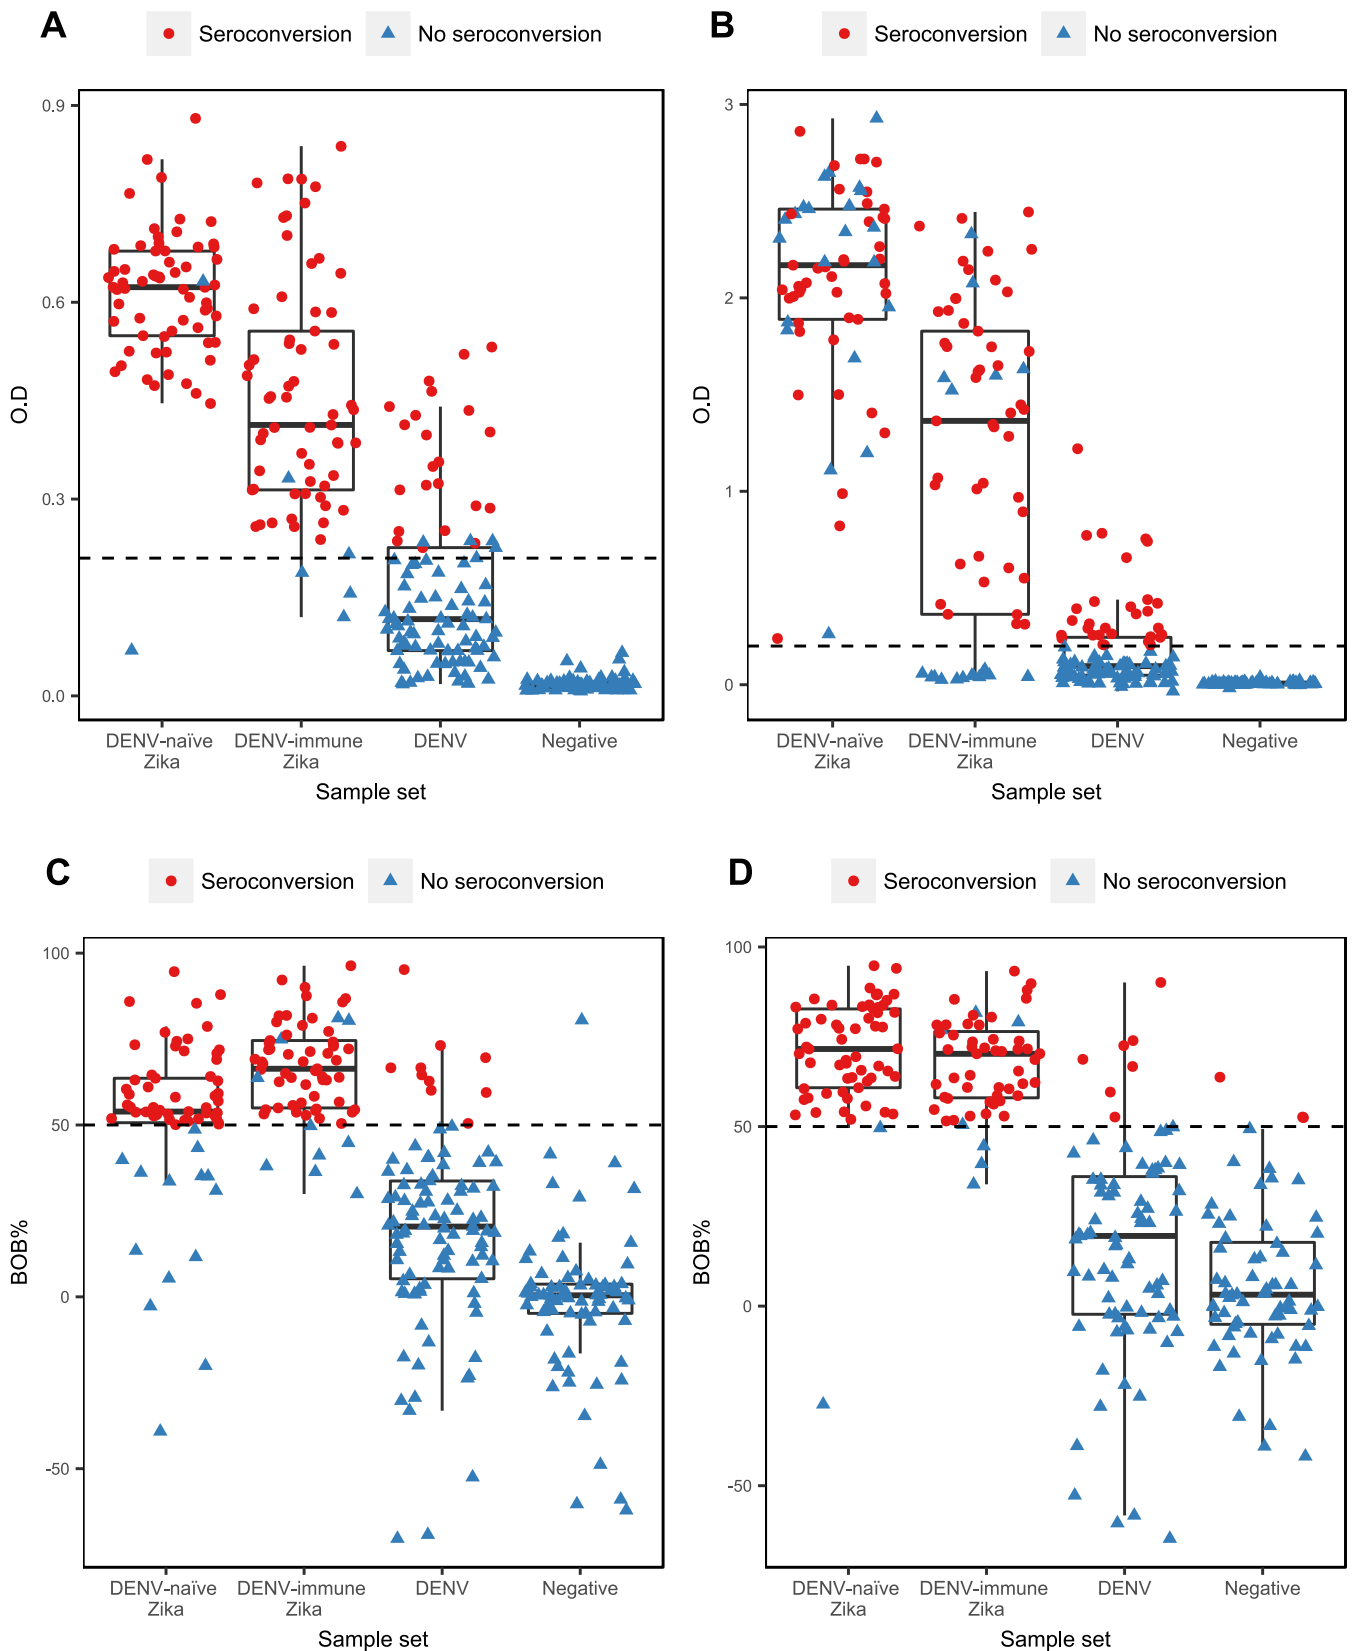 A
Seroconversion
No seroconversion
0.9
0.6
0.3
0.0
O.D
DENV-naïve
Zika
DENV-immune
Zika
DENV
Negative
Sample set
B
Seroconversion
No seroconversion
3
2
1
0
O.D
DENV-naïve
Zika
DENV-immune
Zika
DENV
Negative
Sample set
C
Seroconversion
No seroconversion
100
50
0
-50
BOB%
DENV-naïve
Zika
DENV-immune
Zika
DENV
Negative
Sample set
D
Seroconversion
No seroconversion
100
50
0
-50
BOB%
DENV-naïve
Zika
DENV-immune
Zika
DENV
Negative
Sample set